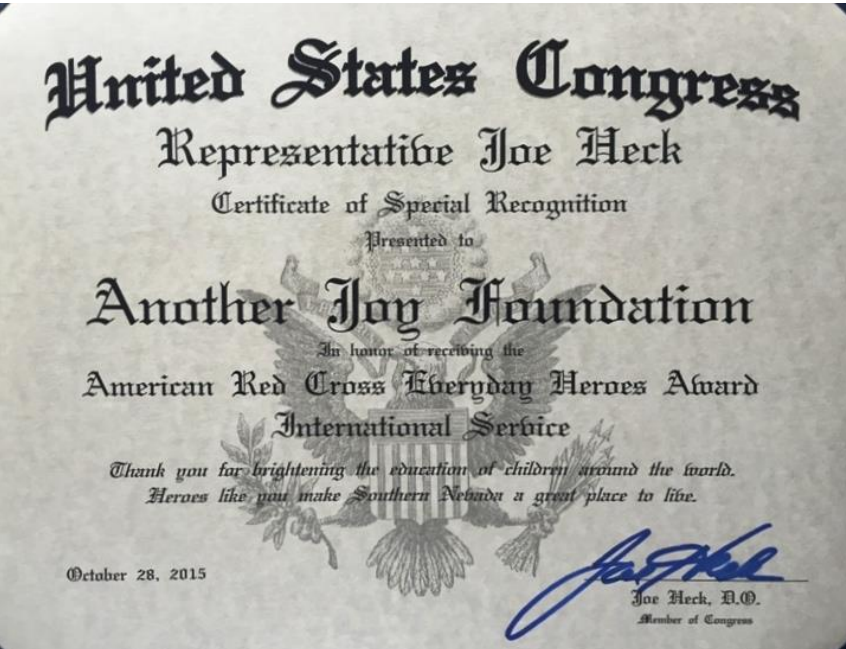 United States Congress
Representative Joe Heck
Certificate of Special Recognition
Presented to
Another Joy Foundation
In honor of receiving the
American Red Cross Everyday Heroes Award
International Service
Thank you for brightening the education of children around the world.
Heroes like you make Southern Nevada a great place to live.
October 28, 2015
Joe Heck, D.O.
Member of Congress